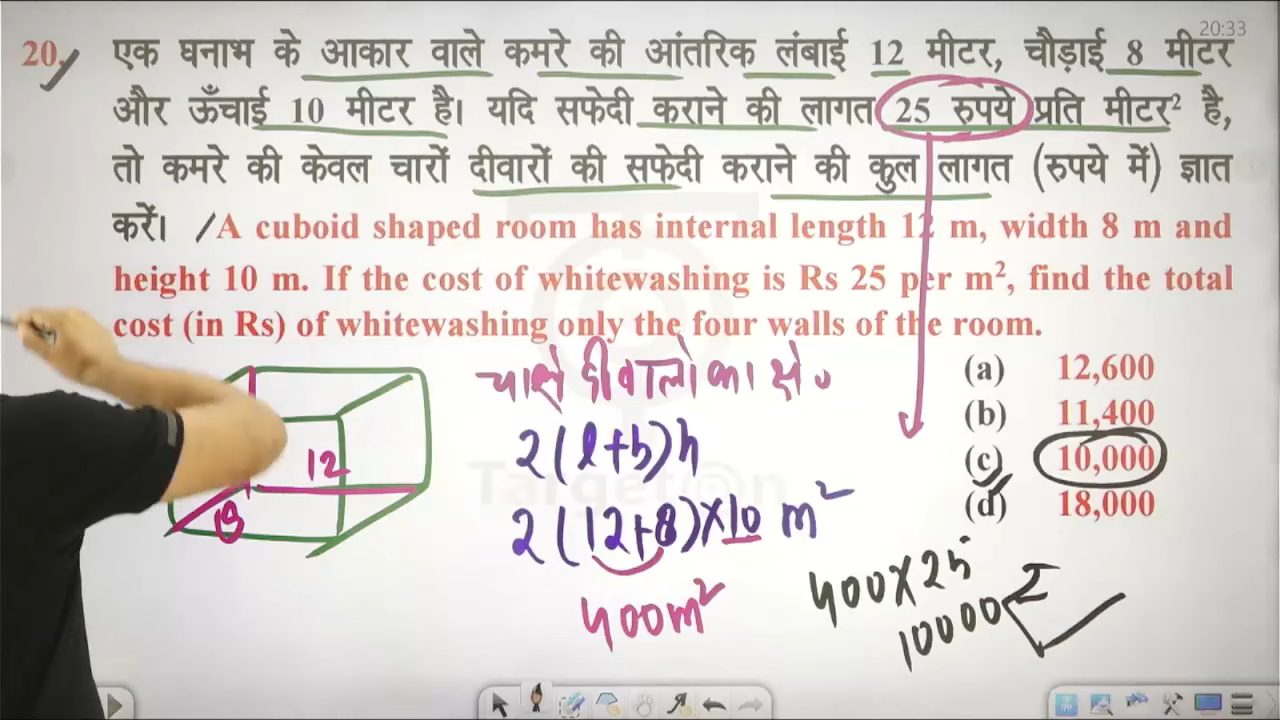 20:33
20. एक घनाभ के आकार वाले कमरे की आंतरिक लंबाई 12 मीटर, चौड़ाई 8 मीटर
और ऊँचाई 10 मीटर है। यदि सफेदी कराने की लागत 25 रुपये प्रति मीटर² है,
तो कमरे की केवल चारों दीवारों की सफेदी कराने की कुल लागत (रुपये में) ज्ञात
करें। /A cuboid shaped room has internal length 12 m, width 8 m and
height 10 m. If the cost of whitewashing is Rs 25 per m², find the total
cost (in Rs) of whitewashing only the four walls of the room.
(a) 12,600
(b) 11,400
(c) 10,000
(d) 18,000
12
8
चारो दीवालो का क्षे॰
2(l+b)h
2(12+8)×10 m²
400m²
400×25
10000₹
Target@n